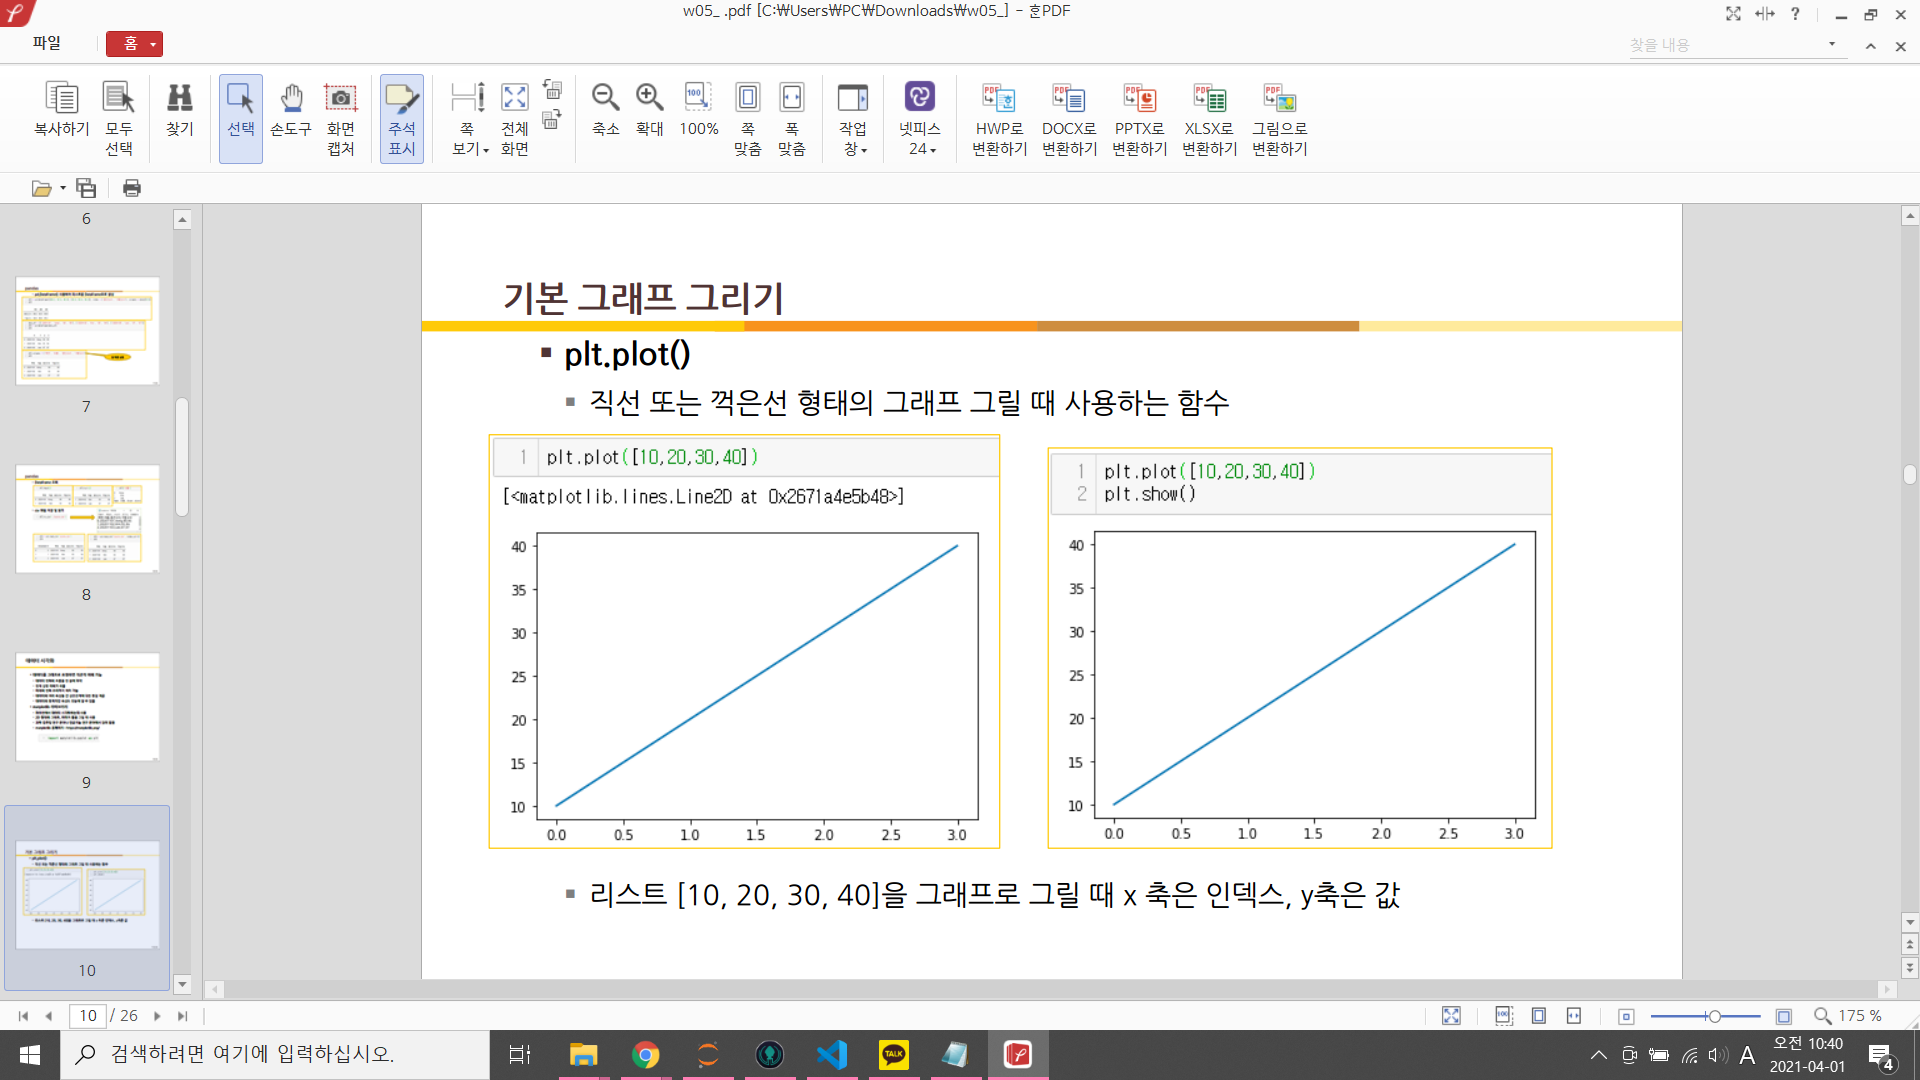 w05_ .pdf [C:₩Users₩PC₩Downloads₩w05_] - 훈PDF
파일
홈
찾을 내용
복사하기
모두
선택
찾기
선택
손도구
화면
캡처
주석
표시
쪽
보기
전체
화면
축소
확대
100%
쪽
맞춤
폭
맞춤
작업
창
넷피스
24
HWP로
변환하기
DOCX로
변환하기
PPTX로
변환하기
XLSX로
변환하기
그림으로
변환하기
6
7
8
9
10
기본 그래프 그리기
plt.plot()
직선 또는 꺽은선 형태의 그래프 그릴 때 사용하는 함수
1 plt.plot([10,20,30,40])
[<matplotlib.lines.Line2D at 0x2671a4e5b48>]
40
35
30
25
20
15
10
0.0 0.5 1.0 1.5 2.0 2.5 3.0
1 plt.plot([10,20,30,40])
2 plt.show()
40
35
30
25
20
15
10
0.0 0.5 1.0 1.5 2.0 2.5 3.0
리스트 [10, 20, 30, 40]을 그래프로 그릴 때 x 축은 인덱스, y축은 값
10 / 26
175 %
검색하려면 여기에 입력하십시오.
TALK
A
오전 10:40
2021-04-01
4